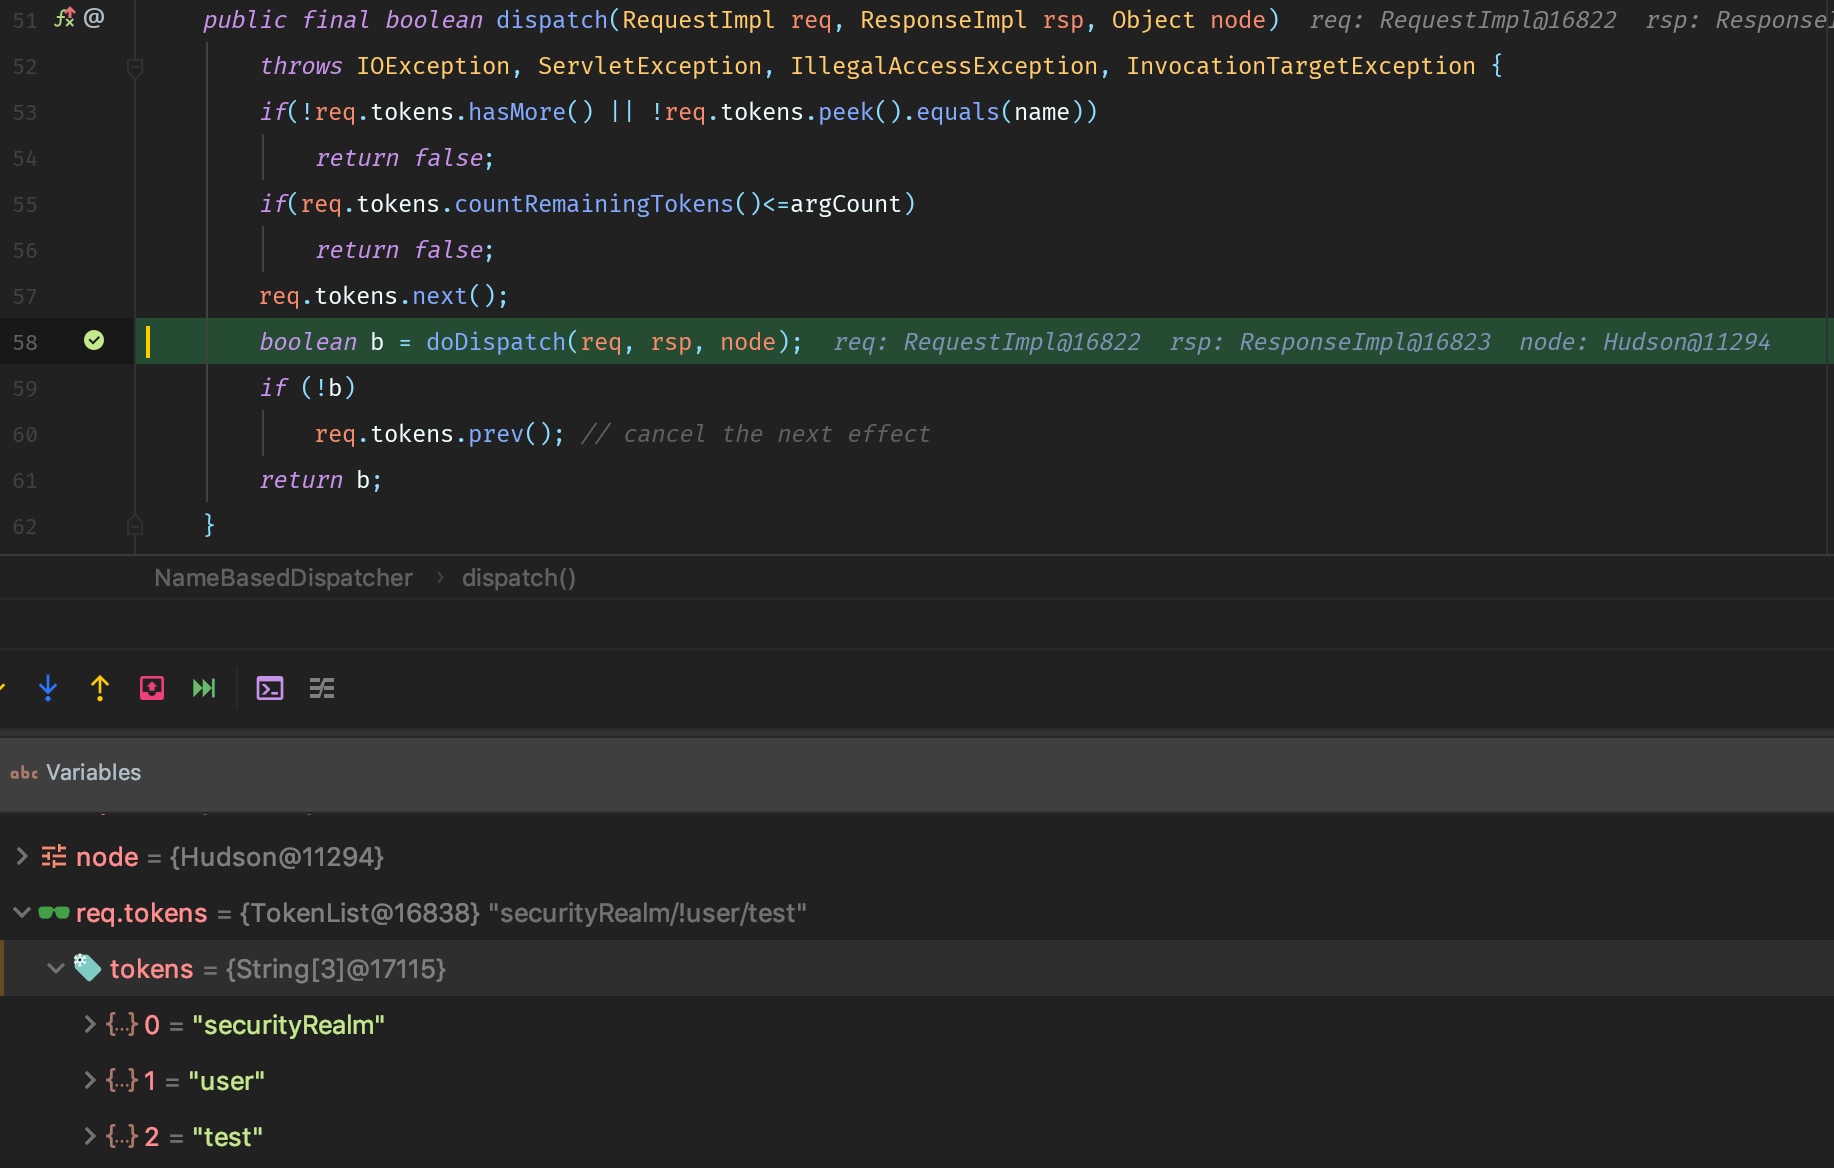 51 public final boolean dispatch(RequestImpl req, ResponseImpl rsp, Object node) req: RequestImpl@16822 rsp: Response
52 throws IOException, ServletException, IllegalAccessException, InvocationTargetException {
53 if(!req.tokens.hasMore() || !req.tokens.peek().equals(name))
54 return false;
55 if(req.tokens.countRemainingTokens()<=argCount)
56 return false;
57 req.tokens.next();
58 boolean b = doDispatch(req, rsp, node); req: RequestImpl@16822 rsp: ResponseImpl@16823 node: Hudson@11294
59 if (!b)
60 req.tokens.prev(); // cancel the next effect
61 return b;
62 }
NameBasedDispatcher › dispatch()
abc Variables
node = {Hudson@11294}
req.tokens = {TokenList@16838} "securityRealm/!user/test"
tokens = {String[3]@17115}
{...} 0 = "securityRealm"
{...} 1 = "user"
{...} 2 = "test"